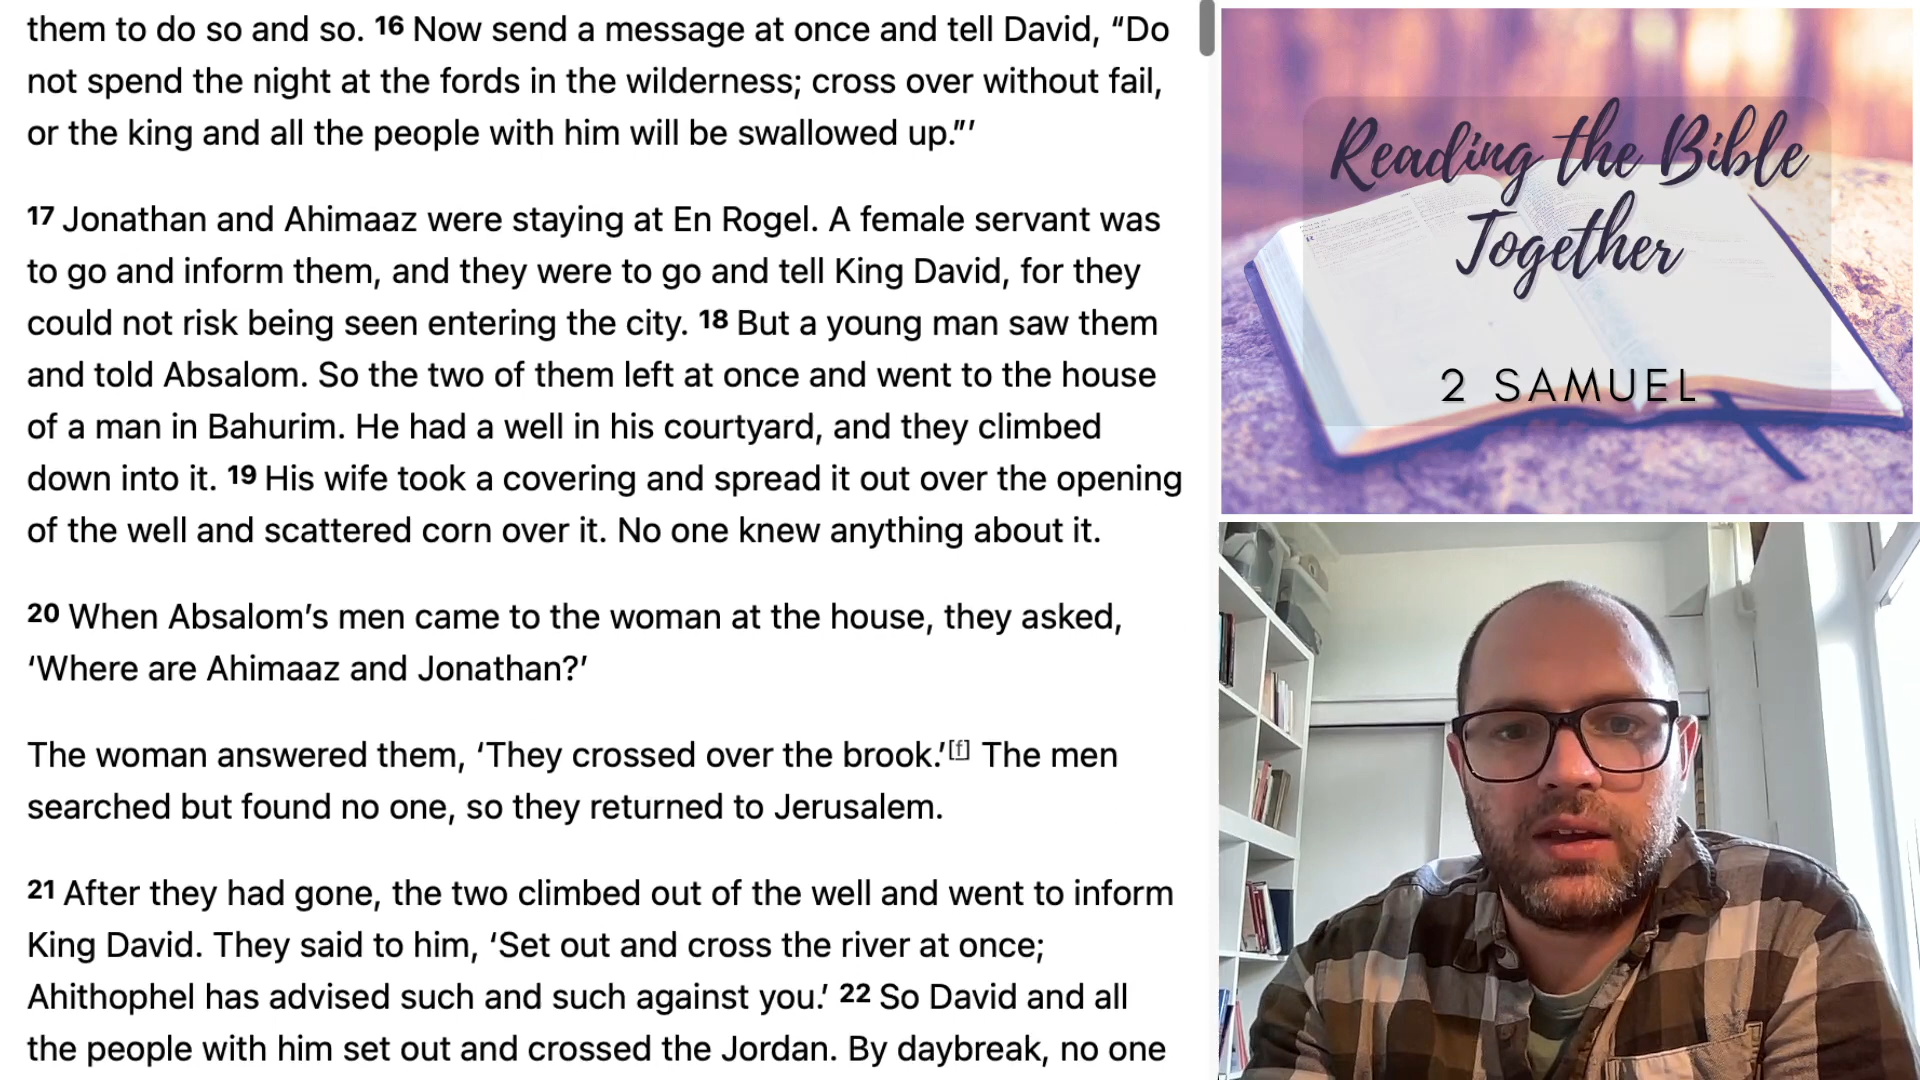 them to do so and so. 16 Now send a message at once and tell David, “Do
not spend the night at the fords in the wilderness; cross over without fail,
or the king and all the people with him will be swallowed up.”’
17 Jonathan and Ahimaaz were staying at En Rogel. A female servant was
to go and inform them, and they were to go and tell King David, for they
could not risk being seen entering the city. 18 But a young man saw them
and told Absalom. So the two of them left at once and went to the house
of a man in Bahurim. He had a well in his courtyard, and they climbed
down into it. 19 His wife took a covering and spread it out over the opening
of the well and scattered corn over it. No one knew anything about it.
20 When Absalom’s men came to the woman at the house, they asked,
‘Where are Ahimaaz and Jonathan?’
The woman answered them, ‘They crossed over the brook.’[f] The men
searched but found no one, so they returned to Jerusalem.
21 After they had gone, the two climbed out of the well and went to inform
King David. They said to him, ‘Set out and cross the river at once;
Ahithophel has advised such and such against you.’ 22 So David and all
the people with him set out and crossed the Jordan. By daybreak, no one
Reading the Bible
Together
2 SAMUEL